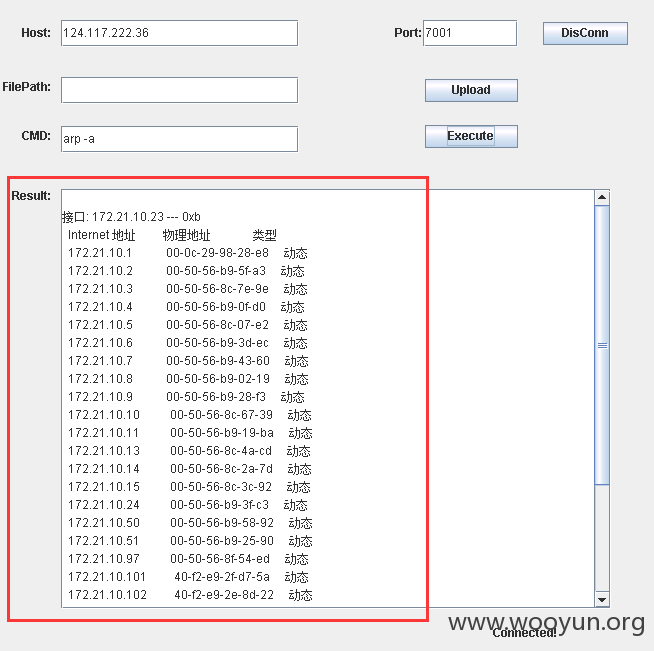 Host: 124.117.222.36 Port: 7001 DisConn
FilePath: Upload
CMD: arp -a Execute
Result:
接口: 172.21.10.23 --- 0xb
Internet 地址 物理地址 类型
172.21.10.1 00-0c-29-98-28-e8 动态
172.21.10.2 00-50-56-b9-5f-a3 动态
172.21.10.3 00-50-56-8c-7e-9e 动态
172.21.10.4 00-50-56-b9-0f-d0 动态
172.21.10.5 00-50-56-8c-07-e2 动态
172.21.10.6 00-50-56-b9-3d-ec 动态
172.21.10.7 00-50-56-b9-43-60 动态
172.21.10.8 00-50-56-b9-02-19 动态
172.21.10.9 00-50-56-b9-28-f3 动态
172.21.10.10 00-50-56-8c-67-39 动态
172.21.10.11 00-50-56-b9-19-ba 动态
172.21.10.13 00-50-56-8c-4a-cd 动态
172.21.10.14 00-50-56-8c-2a-7d 动态
172.21.10.15 00-50-56-8c-3c-92 动态
172.21.10.24 00-50-56-b9-3f-c3 动态
172.21.10.50 00-50-56-b9-58-92 动态
172.21.10.51 00-50-56-b9-25-90 动态
172.21.10.97 00-50-56-8f-54-ed 动态
172.21.10.101 40-f2-e9-2f-d7-5a 动态
172.21.10.102 40-f2-e9-2e-8d-22 动态
www.wooyun.org
Connected!